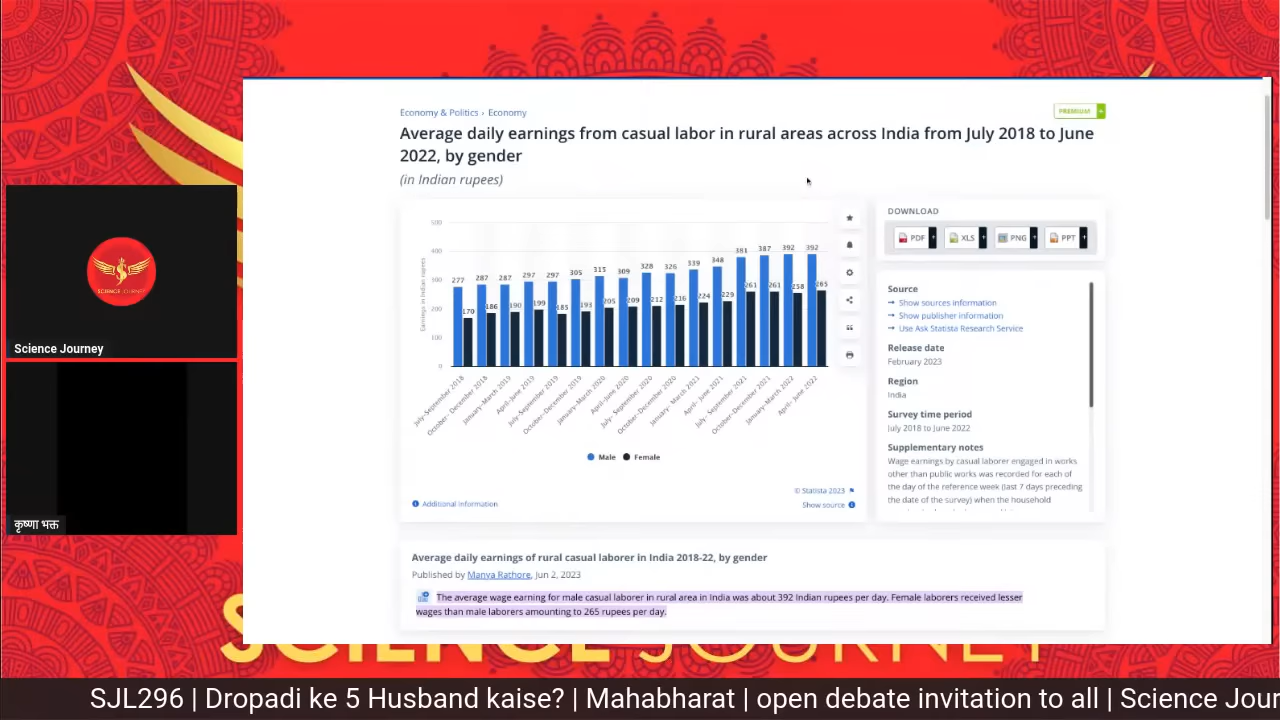 Economy & Politics › Economy
PREMIUM +
Average daily earnings from casual labor in rural areas across India from July 2018 to June
2022, by gender
(in Indian rupees)
Earnings in Indian rupees
500
400
300
200
100
0
277 287 287 297 297 305 315 309 328 326 339 348 381 387 392 392
170 186 190 199 185 193 205 209 212 216 224 229 261 261 258 265
July-September 2018
October- December 2018
January-March 2019
April-June 2019
July-September 2019
October- December 2019
January-March 2020
April-June 2020
July- September 2020
October-December 2020
January- March 2021
April- June 2021
July- September 2021
October-December 2021
January-March 2022
April- June 2022
Male Female
Additional Information
© Statista 2023
Show source
DOWNLOAD
PDF + XLS + PNG + PPT +
Source
→ Show sources information
→ Show publisher information
→ Use Ask Statista Research Service
Release date
February 2023
Region
India
Survey time period
July 2018 to June 2022
Supplementary notes
Wage earnings by casual laborer engaged in works
other than public works was recorded for each of
the day of the reference week (last 7 days preceding
the date of the survey) when the household
Average daily earnings of rural casual laborer in India 2018-22, by gender
Published by Manya Rathore, Jun 2, 2023
The average wage earning for male casual laborer in rural area in India was about 392 Indian rupees per day. Female laborers received lesser
wages than male laborers amounting to 265 rupees per day.
SCIENCE JOURNEY
Science Journey
कृष्णा भक्त
SCIENCE JOURNEY
SJL296 | Dropadi ke 5 Husband kaise? | Mahabharat | open debate invitation to all | Science Jour